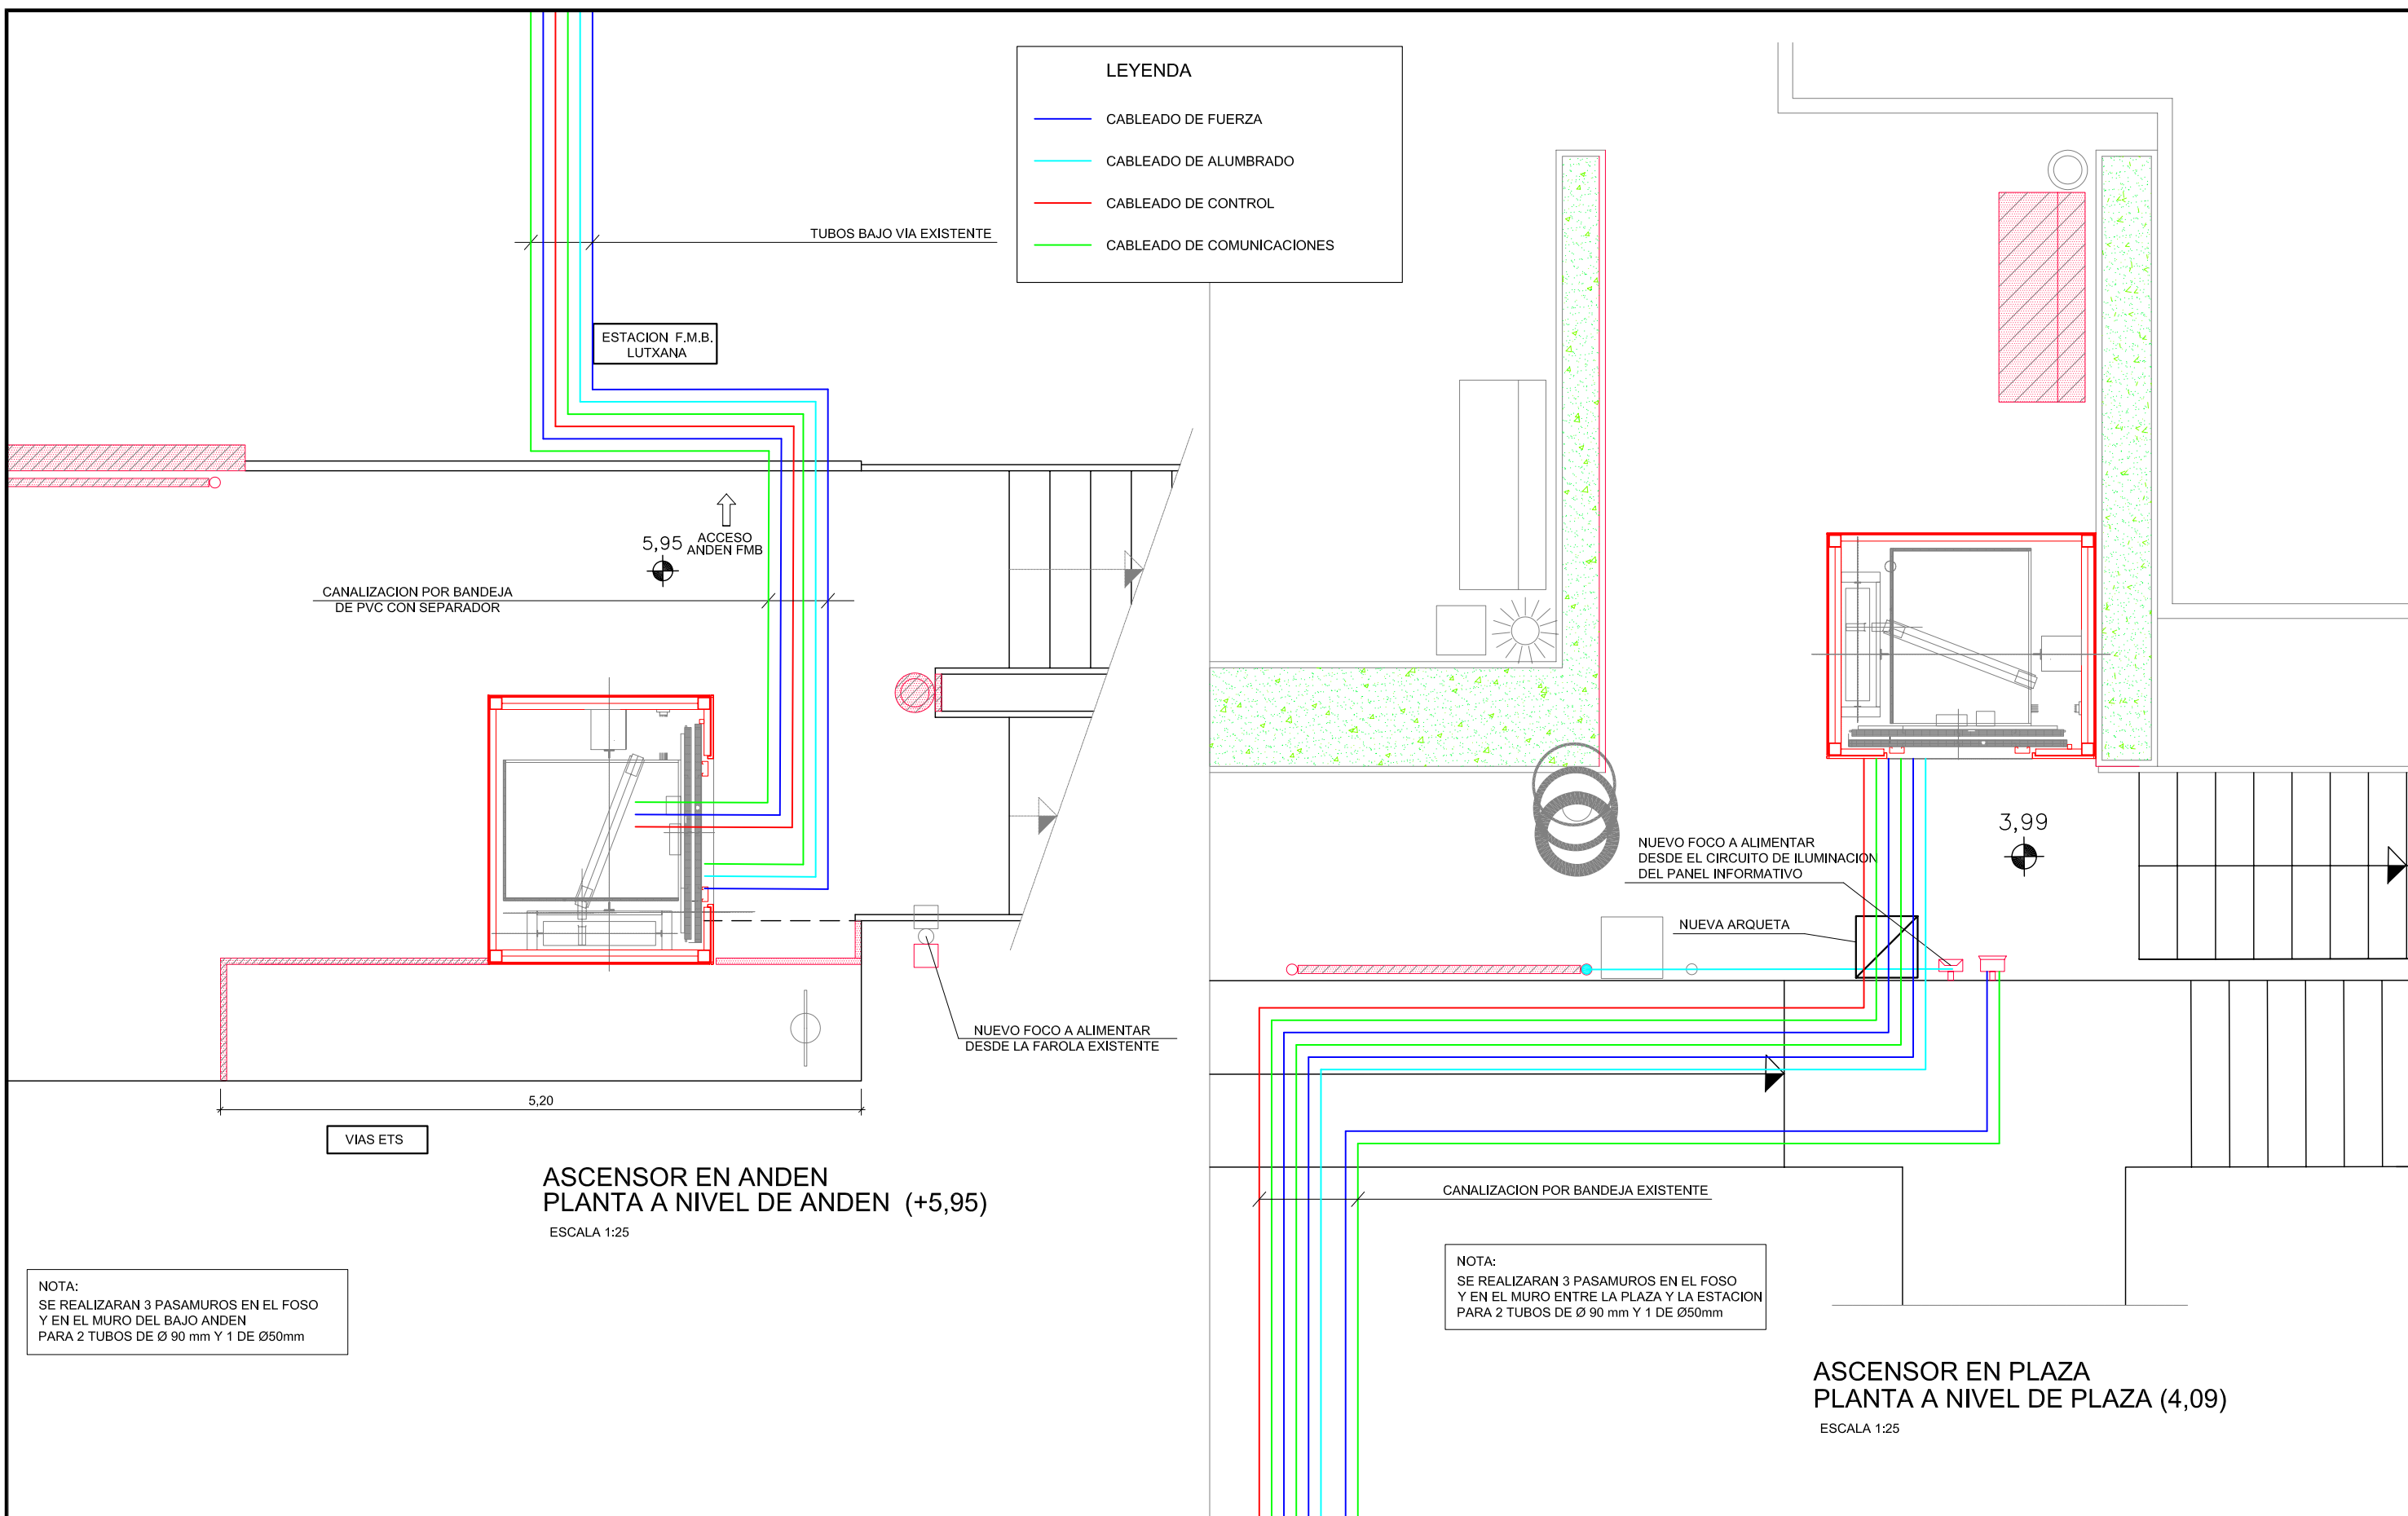 LEYENDA
CABLEADO DE FUERZA
CABLEADO DE ALUMBRADO
CABLEADO DE CONTROL
CABLEADO DE COMUNICACIONES
TUBOS BAJO VIA EXISTENTE
ESTACION F.M.B.
LUTXANA
5,95
ACCESO
ANDEN FMB
CANALIZACION POR BANDEJA
DE PVC CON SEPARADOR
NUEVO FOCO A ALIMENTAR
DESDE LA FAROLA EXISTENTE
5,20
VIAS ETS
ASCENSOR EN ANDEN
PLANTA A NIVEL DE ANDEN (+5,95)
ESCALA 1:25
NOTA:
SE REALIZARAN 3 PASAMUROS EN EL FOSO
Y EN EL MURO DEL BAJO ANDEN
PARA 2 TUBOS DE Ø 90 mm Y 1 DE Ø50mm
3,99
NUEVO FOCO A ALIMENTAR
DESDE EL CIRCUITO DE ILUMINACION
DEL PANEL INFORMATIVO
NUEVA ARQUETA
CANALIZACION POR BANDEJA EXISTENTE
NOTA:
SE REALIZARAN 3 PASAMUROS EN EL FOSO
Y EN EL MURO ENTRE LA PLAZA Y LA ESTACION
PARA 2 TUBOS DE Ø 90 mm Y 1 DE Ø50mm
ASCENSOR EN PLAZA
PLANTA A NIVEL DE PLAZA (4,09)
ESCALA 1:25